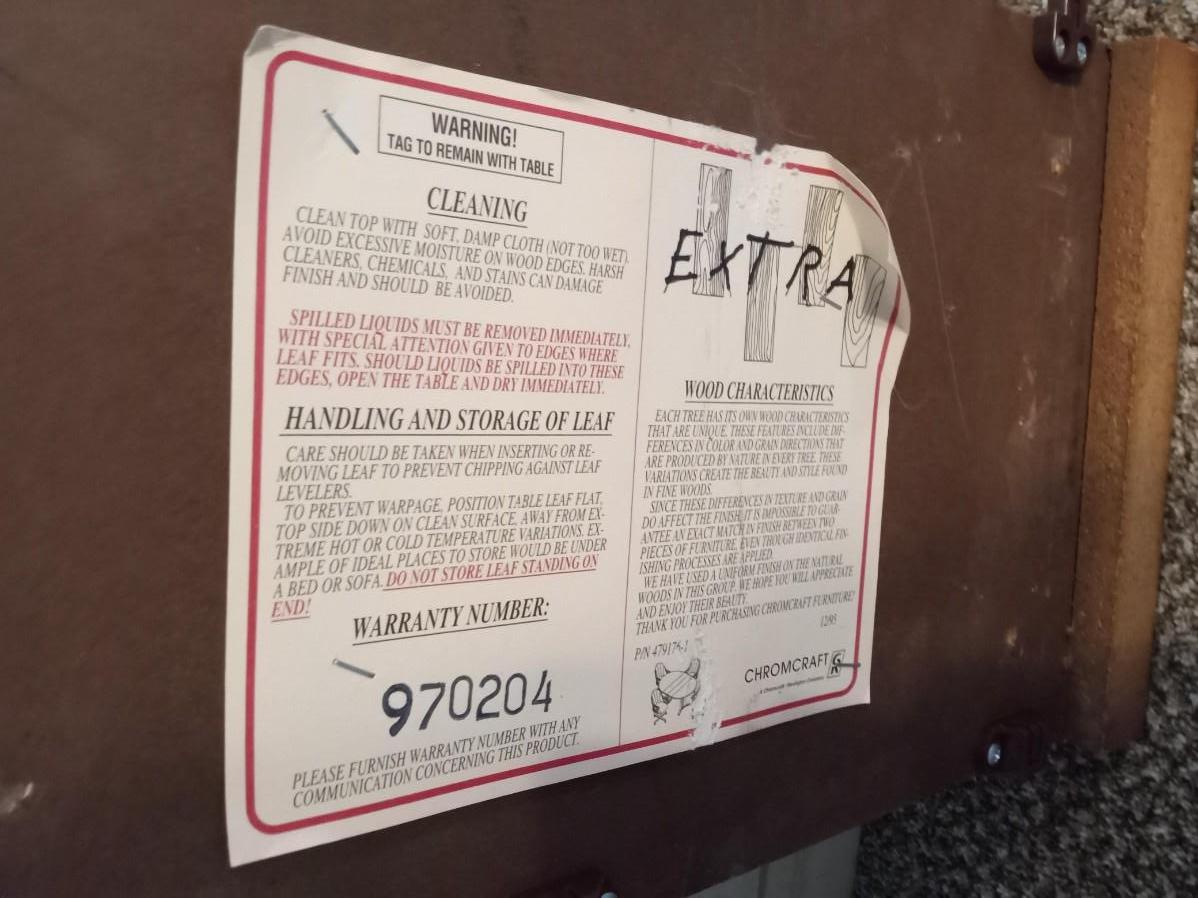 WARNING!
TAG TO REMAIN WITH TABLE
CLEANING
CLEAN TOP WITH SOFT, DAMP CLOTH (NOT TOO WET).
AVOID EXCESSIVE MOISTURE ON WOOD EDGES. HARSH
CLEANERS, CHEMICALS, AND STAINS CAN DAMAGE
FINISH AND SHOULD BE AVOIDED.
SPILLED LIQUIDS MUST BE REMOVED IMMEDIATELY,
WITH SPECIAL ATTENTION GIVEN TO EDGES WHERE
LEAF FITS. SHOULD LIQUIDS BE SPILLED INTO THESE
EDGES, OPEN THE TABLE AND DRY IMMEDIATELY.
HANDLING AND STORAGE OF LEAF
CARE SHOULD BE TAKEN WHEN INSERTING OR RE-
MOVING LEAF TO PREVENT CHIPPING AGAINST LEAF
LEVELERS.
TO PREVENT WARPAGE, POSITION TABLE LEAF FLAT,
TOP SIDE DOWN ON CLEAN SURFACE, AWAY FROM EX-
TREME HOT OR COLD TEMPERATURE VARIATIONS. EX-
AMPLE OF IDEAL PLACES TO STORE WOULD BE UNDER
A BED OR SOFA. DO NOT STORE LEAF STANDING ON
END!
WARRANTY NUMBER:
970204
PLEASE FURNISH WARRANTY NUMBER WITH ANY
COMMUNICATION CONCERNING THIS PRODUCT.
EXTRA
WOOD CHARACTERISTICS
EACH TREE HAS ITS OWN WOOD CHARACTERISTICS
THAT ARE UNIQUE. THESE FEATURES INCLUDE DIF-
FERENCES IN COLOR AND GRAIN DIRECTIONS THAT
ARE PRODUCED BY NATURE IN EVERY TREE. THESE
VARIATIONS CREATE THE BEAUTY AND STYLE FOUND
IN FINE WOODS.
SINCE THESE DIFFERENCES IN TEXTURE AND GRAIN
DO AFFECT THE FINISH, IT IS IMPOSSIBLE TO GUAR-
ANTEE AN EXACT MATCH IN FINISH BETWEEN TWO
PIECES OF FURNITURE, EVEN THOUGH IDENTICAL FIN-
ISHING PROCESSES ARE APPLIED.
WE HAVE USED A UNIFORM FINISH ON THE NATURAL
WOODS IN THIS GROUP. WE HOPE YOU WILL APPRECIATE
AND ENJOY THEIR BEAUTY.
THANK YOU FOR PURCHASING CHROMCRAFT FURNITURE!
12/95
P/N 479176-1
CHROMCRAFT
A Chromcraft Revington Company